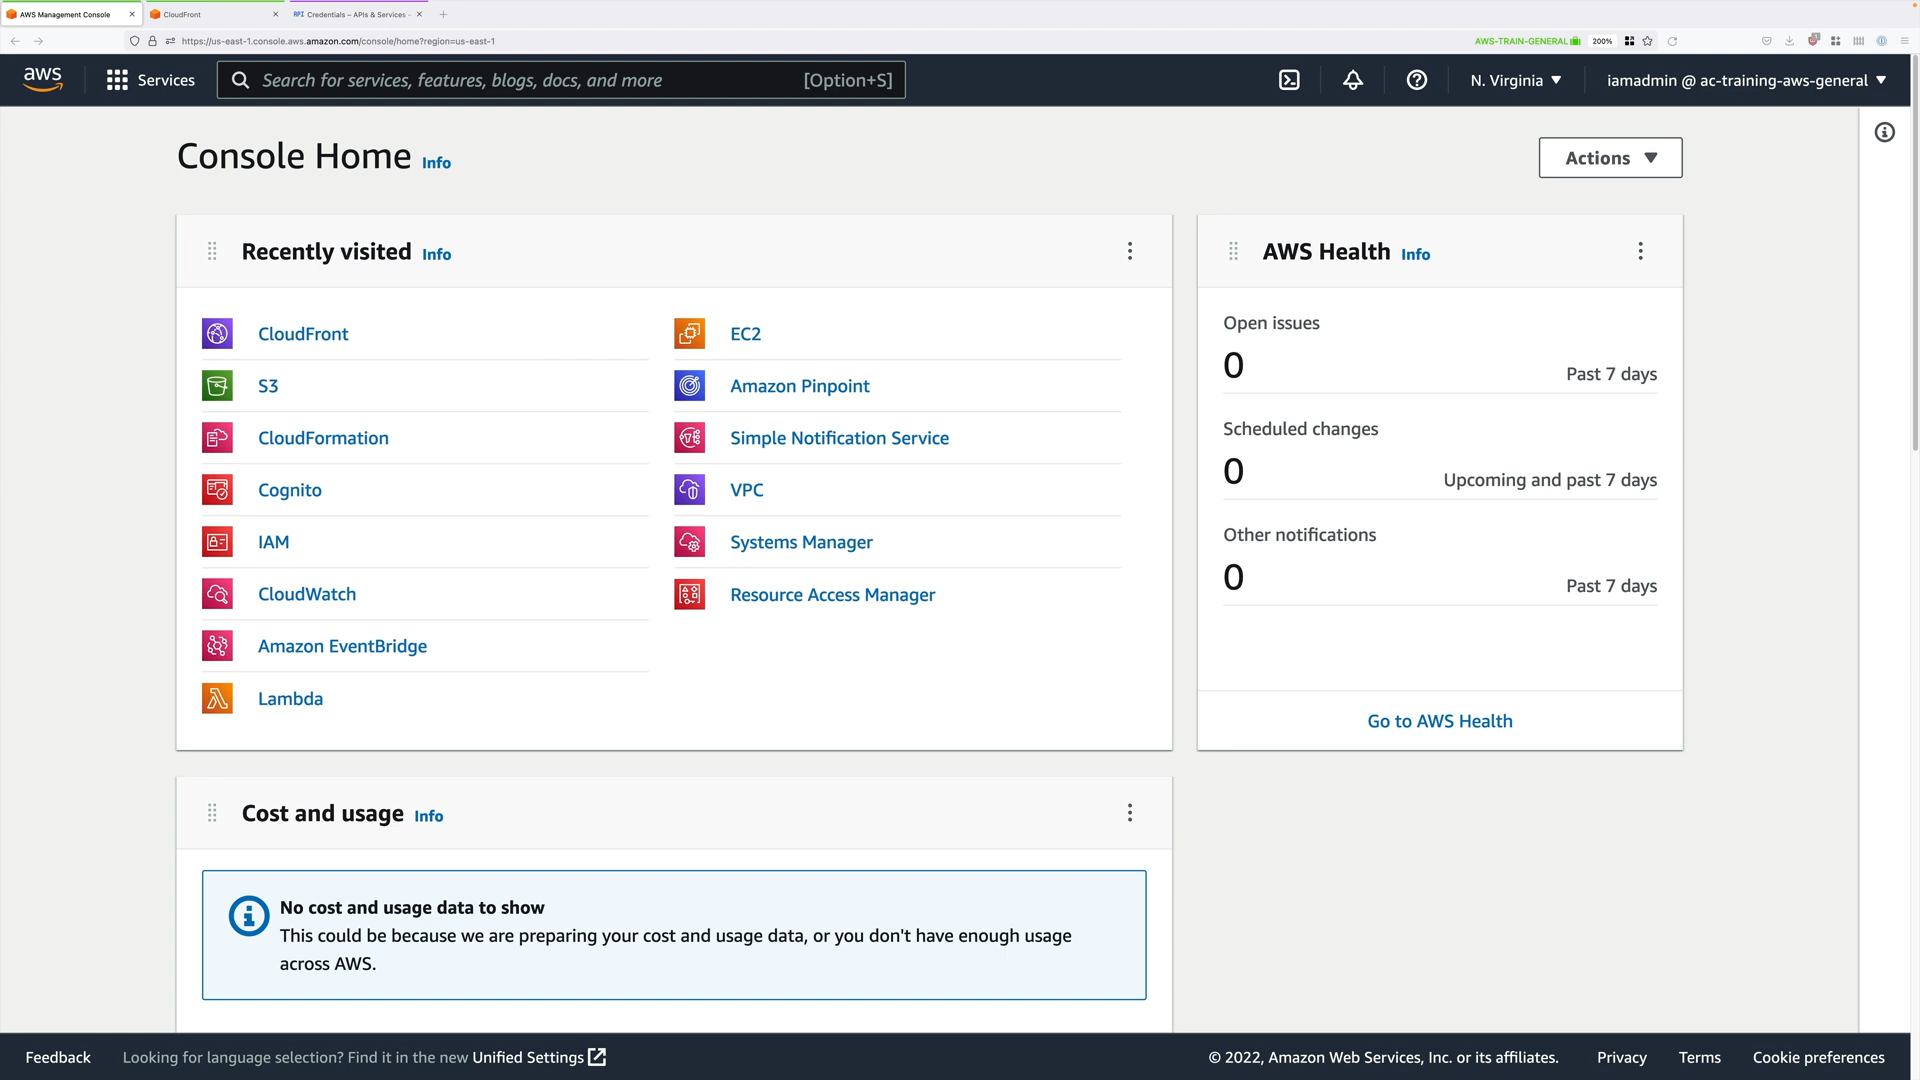 AWS Management Console
CloudFront
API Credentials – APIs & Services -
https://us-east-1.console.aws.amazon.com/console/home?region=us-east-1
AWS-TRAIN-GENERAL
200%
aws
Services
Search for services, features, blogs, docs, and more
[Option+S]
N. Virginia
iamadmin @ ac-training-aws-general
Console Home Info
Actions
Recently visited Info
CloudFront
S3
CloudFormation
Cognito
IAM
CloudWatch
Amazon EventBridge
Lambda
EC2
Amazon Pinpoint
Simple Notification Service
VPC
Systems Manager
Resource Access Manager
AWS Health Info
Open issues
0
Past 7 days
Scheduled changes
0
Upcoming and past 7 days
Other notifications
0
Past 7 days
Go to AWS Health
Cost and usage Info
No cost and usage data to show
This could be because we are preparing your cost and usage data, or you don't have enough usage
across AWS.
Feedback
Looking for language selection? Find it in the new Unified Settings
© 2022, Amazon Web Services, Inc. or its affiliates.
Privacy
Terms
Cookie preferences